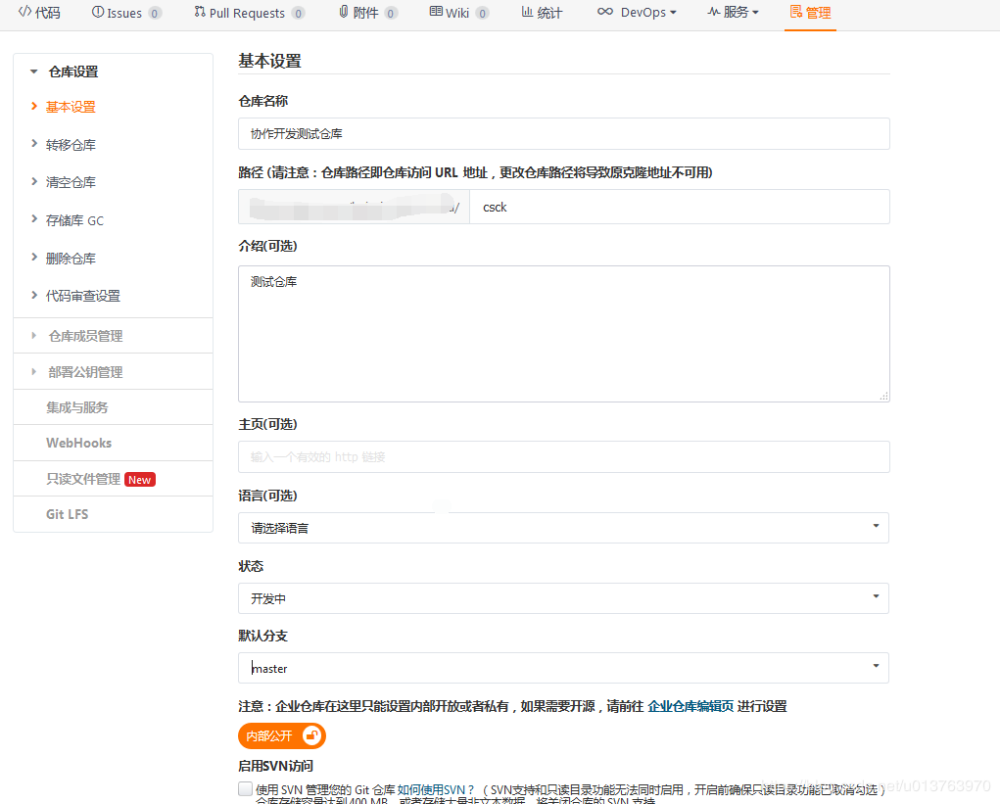 代码 Issues 0 Pull Requests 0 附件 0 Wiki 0 统计 DevOps 服务 管理
仓库设置
基本设置
转移仓库
清空仓库
存储库 GC
删除仓库
代码审查设置
仓库成员管理
部署公钥管理
集成与服务
WebHooks
只读文件管理 New
Git LFS
基本设置
仓库名称
协作开发测试仓库
路径 (请注意：仓库路径即仓库访问 URL 地址，更改仓库路径将导致原克隆地址不可用)
/ csck
介绍(可选)
测试仓库
主页(可选)
输入一个有效的 http 链接
语言(可选)
请选择语言
状态
开发中
默认分支
master
注意：企业仓库在这里只能设置内部开放或者私有，如果需要开源，请前往 企业仓库编辑页 进行设置
内部公开
启用SVN访问
使用 SVN 管理您的 Git 仓库 如何使用SVN？（ SVN支持和只读目录功能无法同时启用，开启前确保只读目录功能已取消勾选 ）
仓库存储容量达到400 MB，或者存储大量非文本数据，将关闭仓库的 SVN 支持
net/u013763970